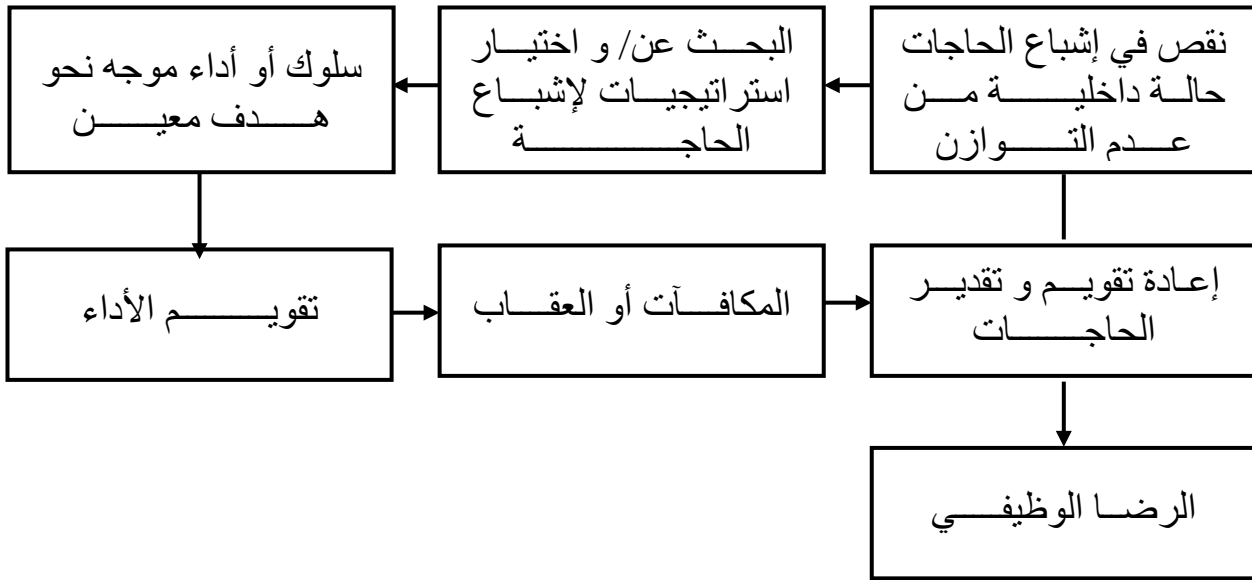 نقص في إشباع الحاجات
حالة داخلية من
عدم التوازن
البحث عن/ و اختيار
استراتيجيات لإشباع
الحاجة
سلوك أو أداء موجه نحو
هدف معين
تقويم الأداء
المكافآت أو العقاب
إعادة تقويم و تقدير
الحاجات
الرضا الوظيفي